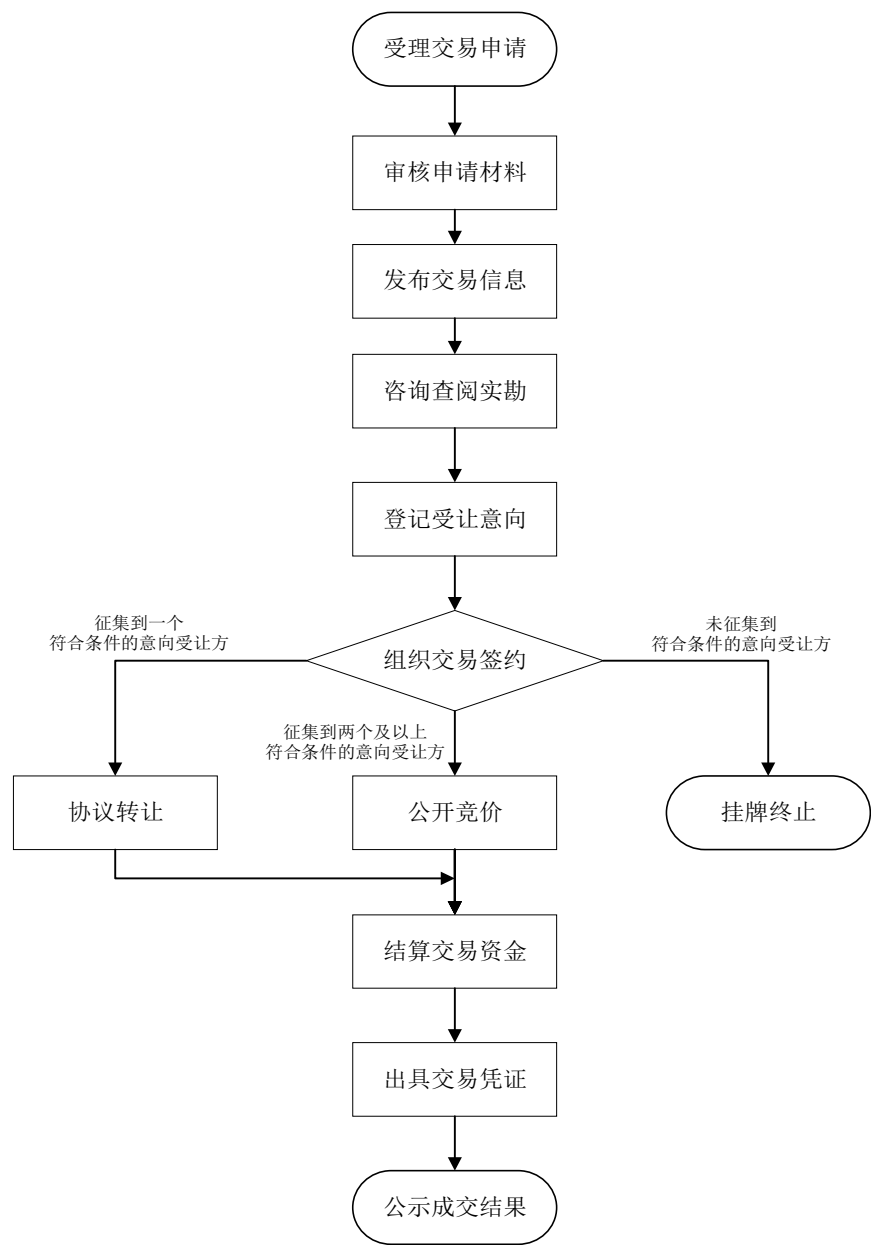 受理交易申请
审核申请材料
发布交易信息
咨询查阅实勘
登记受让意向
征集到一个
符合条件的意向受让方
组织交易签约
未征集到
符合条件的意向受让方
征集到两个及以上
符合条件的意向受让方
协议转让
公开竞价
挂牌终止
结算交易资金
出具交易凭证
公示成交结果